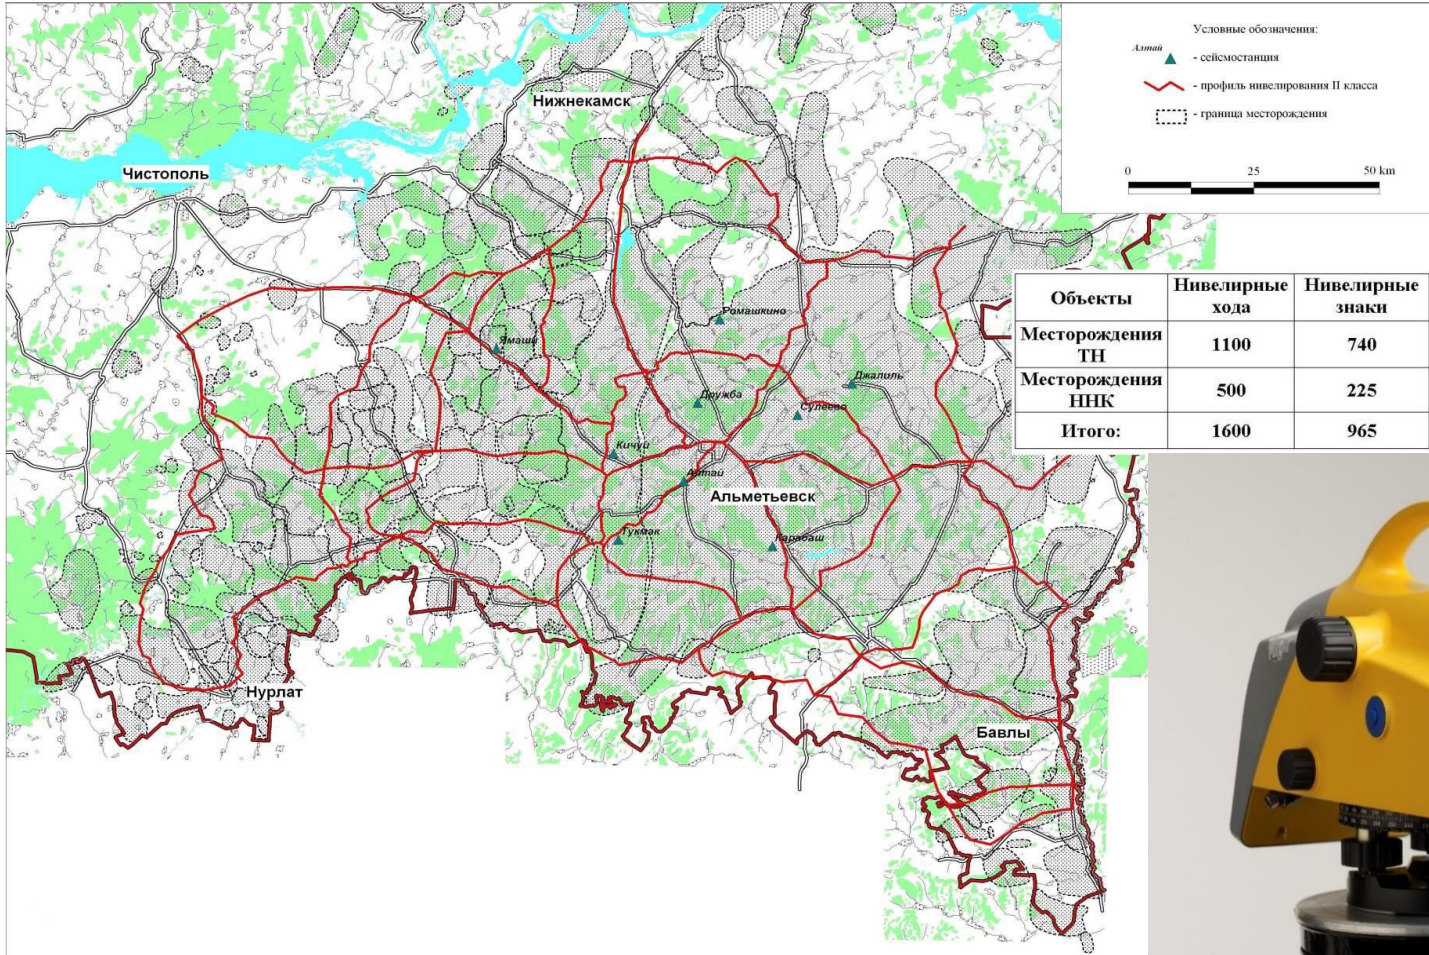 Условные обозначения:
Алтай
- сейсмостанция
- профиль нивелирования II класса
- граница месторождения
0 25 50 km
Нижнекамск
Чистополь
Объекты Нивелирные хода Нивелирные знаки
Месторождения ТН 1100 740
Месторождения ННК 500 225
Итого: 1600 965
Ромашкино
Ямаши
Джалиль
Дружба
Сулеево
Кичуй
Алтай
Альметьевск
Тукмак
Карабаш
Нурлат
Бавлы